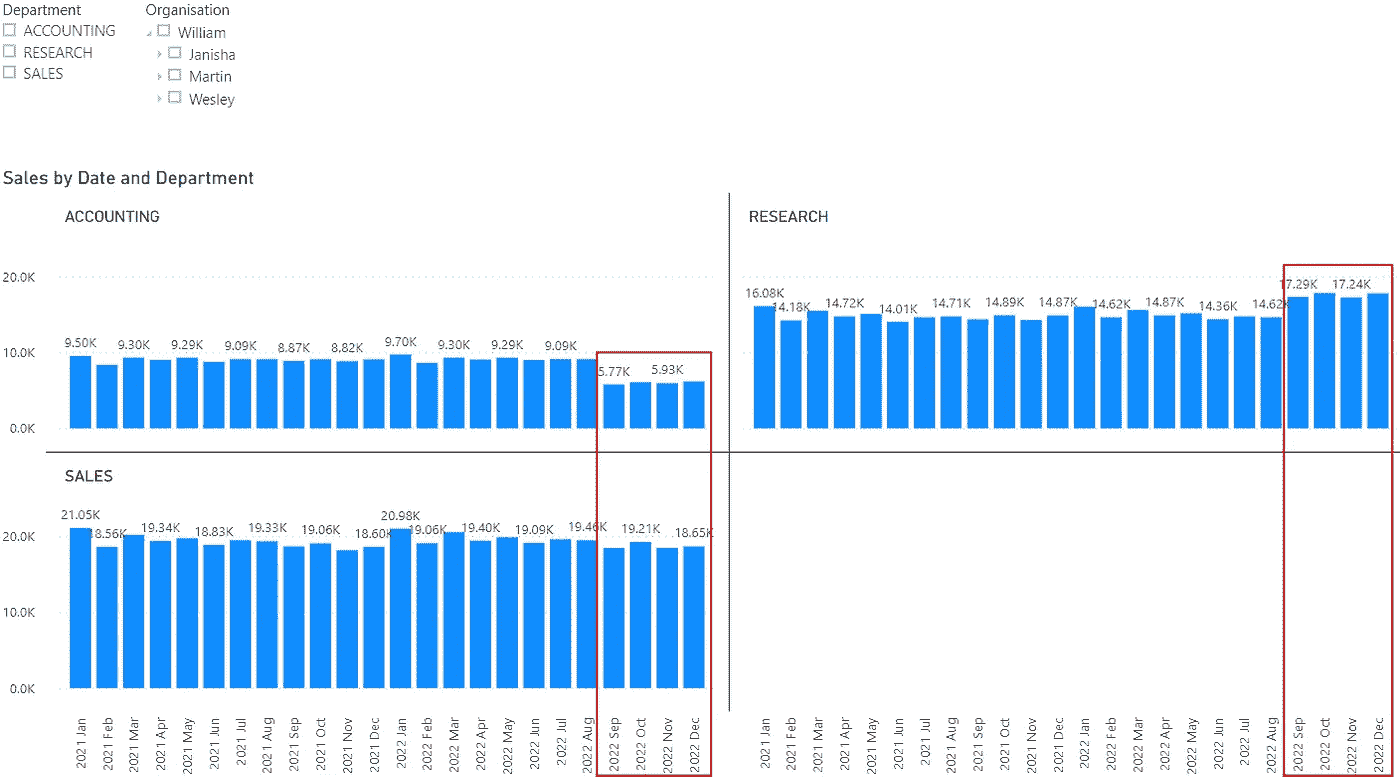 Department
ACCOUNTING
RESEARCH
SALES
Organisation
William
Janisha
Martin
Wesley
Sales by Date and Department
ACCOUNTING
20.0K
10.0K
0.0K
9.50K 9.30K 9.29K 9.09K 8.87K 8.82K 9.70K 9.30K 9.29K 9.09K 5.77K 5.93K
RESEARCH
16.08K 14.18K 14.72K 14.01K 14.71K 14.89K 14.87K 14.62K 14.87K 14.36K 14.62K 17.29K 17.24K
SALES
20.0K
10.0K
0.0K
21.05K 18.56K 19.34K 18.83K 19.33K 19.06K 18.60K 20.98K 19.06K 19.40K 19.09K 19.46K 19.21K 18.65K
2021 Jan
2021 Feb
2021 Mar
2021 Apr
2021 May
2021 Jun
2021 Jul
2021 Aug
2021 Sep
2021 Oct
2021 Nov
2021 Dec
2022 Jan
2022 Feb
2022 Mar
2022 Apr
2022 May
2022 Jun
2022 Jul
2022 Aug
2022 Sep
2022 Oct
2022 Nov
2022 Dec
2021 Jan
2021 Feb
2021 Mar
2021 Apr
2021 May
2021 Jun
2021 Jul
2021 Aug
2021 Sep
2021 Oct
2021 Nov
2021 Dec
2022 Jan
2022 Feb
2022 Mar
2022 Apr
2022 May
2022 Jun
2022 Jul
2022 Aug
2022 Sep
2022 Oct
2022 Nov
2022 Dec